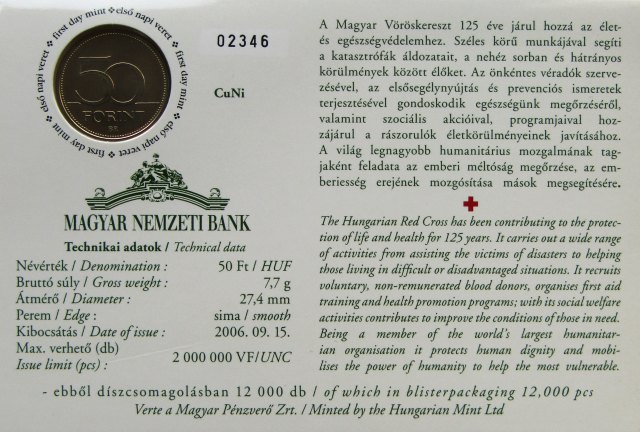 first day mint ❖ első napi veret ❖ first day mint ❖ első napi veret ❖ first day mint ❖ első napi veret ❖
50
FORINT
BP.
02346
CuNi
MAGYAR NEMZETI BANK
Technikai adatok / Technical data
Névérték / Denomination : 50 Ft / HUF
Bruttó súly / Gross weight : 7,7 g
Átmérő / Diameter : 27,4 mm
Perem / Edge : sima / smooth
Kibocsátás / Date of issue : 2006. 09. 15.
Max. verhető (db)
Issue limit (pcs) : 2 000 000 VF/UNC
A Magyar Vöröskereszt 125 éve járul hozzá az élet-
és egészségvédelemhez. Széles körű munkájával segíti
a katasztrófák áldozatait, a nehéz sorban és hátrányos
körülmények között élőket. Az önkéntes véradók szerve-
zésével, az elsősegélynyújtás és prevenciós ismeretek
terjesztésével gondoskodik egészségünk megőrzéséről,
valamint szociális akcióival, programjaival hoz-
zájárul a rászorulók életkörülményeinek javításához.
A világ legnagyobb humanitárius mozgalmának tag-
jaként feladata az emberi méltóság megőrzése, az em-
beriesség erejének mozgósítása mások megsegítésére.
The Hungarian Red Cross has been contributing to the protec-
tion of life and health for 125 years. It carries out a wide range
of activities from assisting the victims of disasters to helping
those living in difficult or disadvantaged situations. It recruits
voluntary, non-remunerated blood donors, organises first aid
training and health promotion programs; with its social welfare
activities contributes to improve the conditions of those in need.
Being a member of the world's largest humanitar-
ian organisation it protects human dignity and mobi-
lises the power of humanity to help the most vulnerable.
- ebből díszcsomagolásban 12 000 db / of which in blisterpackaging 12,000 pcs
Verte a Magyar Pénzverő Zrt. / Minted by the Hungarian Mint Ltd